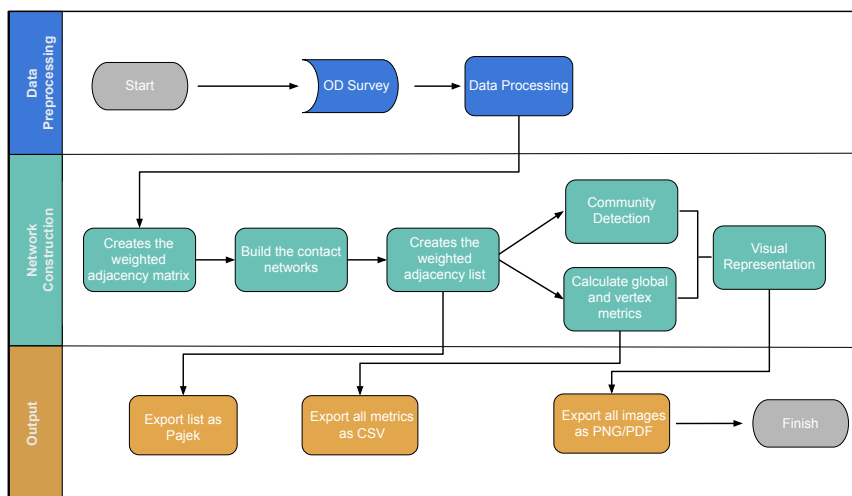 Data
Preprocessing
Start
OD Survey
Data Processing
Network
Construction
Creates the
weighted
adjacency matrix
Build the contact
networks
Creates the
weighted
adjacency list
Community
Detection
Calculate global
and vertex
metrics
Visual
Representation
Output
Export list as
Pajek
Export all metrics
as CSV
Export all images
as PNG/PDF
Finish